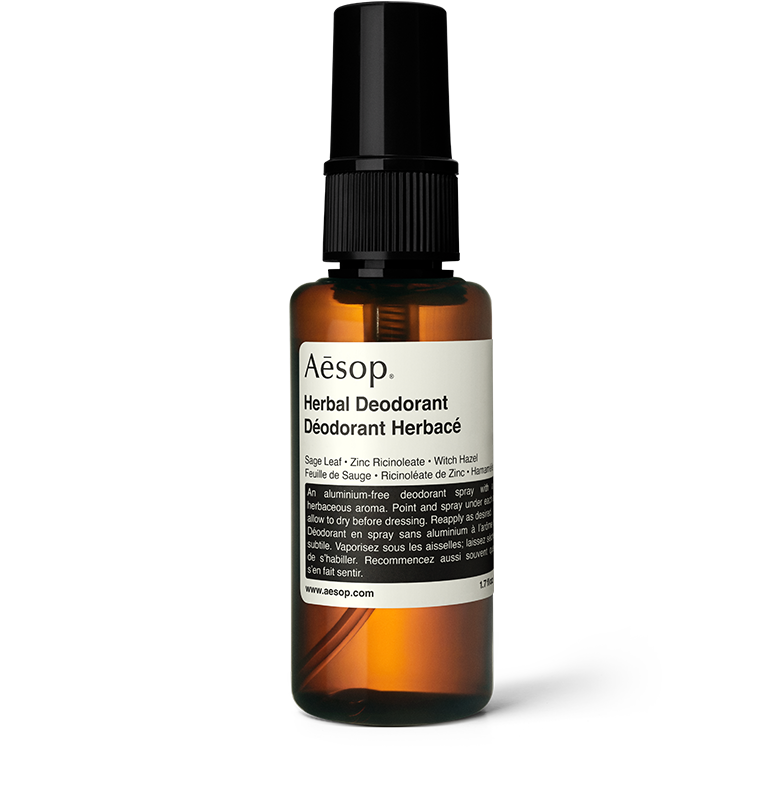 Aēsop®
Herbal Deodorant
Déodorant Herbacé
Sage Leaf • Zinc Ricinoleate • Witch Hazel
Feuille de Sauge • Ricinoléate de Zinc •
An aluminium-free deodorant spray with
herbaceous aroma. Point and spray under
allow to dry before dressing. Reapply as desired.
Déodorant en spray sans aluminium à l'arôme
subtile. Vaporisez sous les aisselles; laissez
de s'habiller. Recommencez aussi souvent
s'en fait sentir.
www.aesop.com
1.7